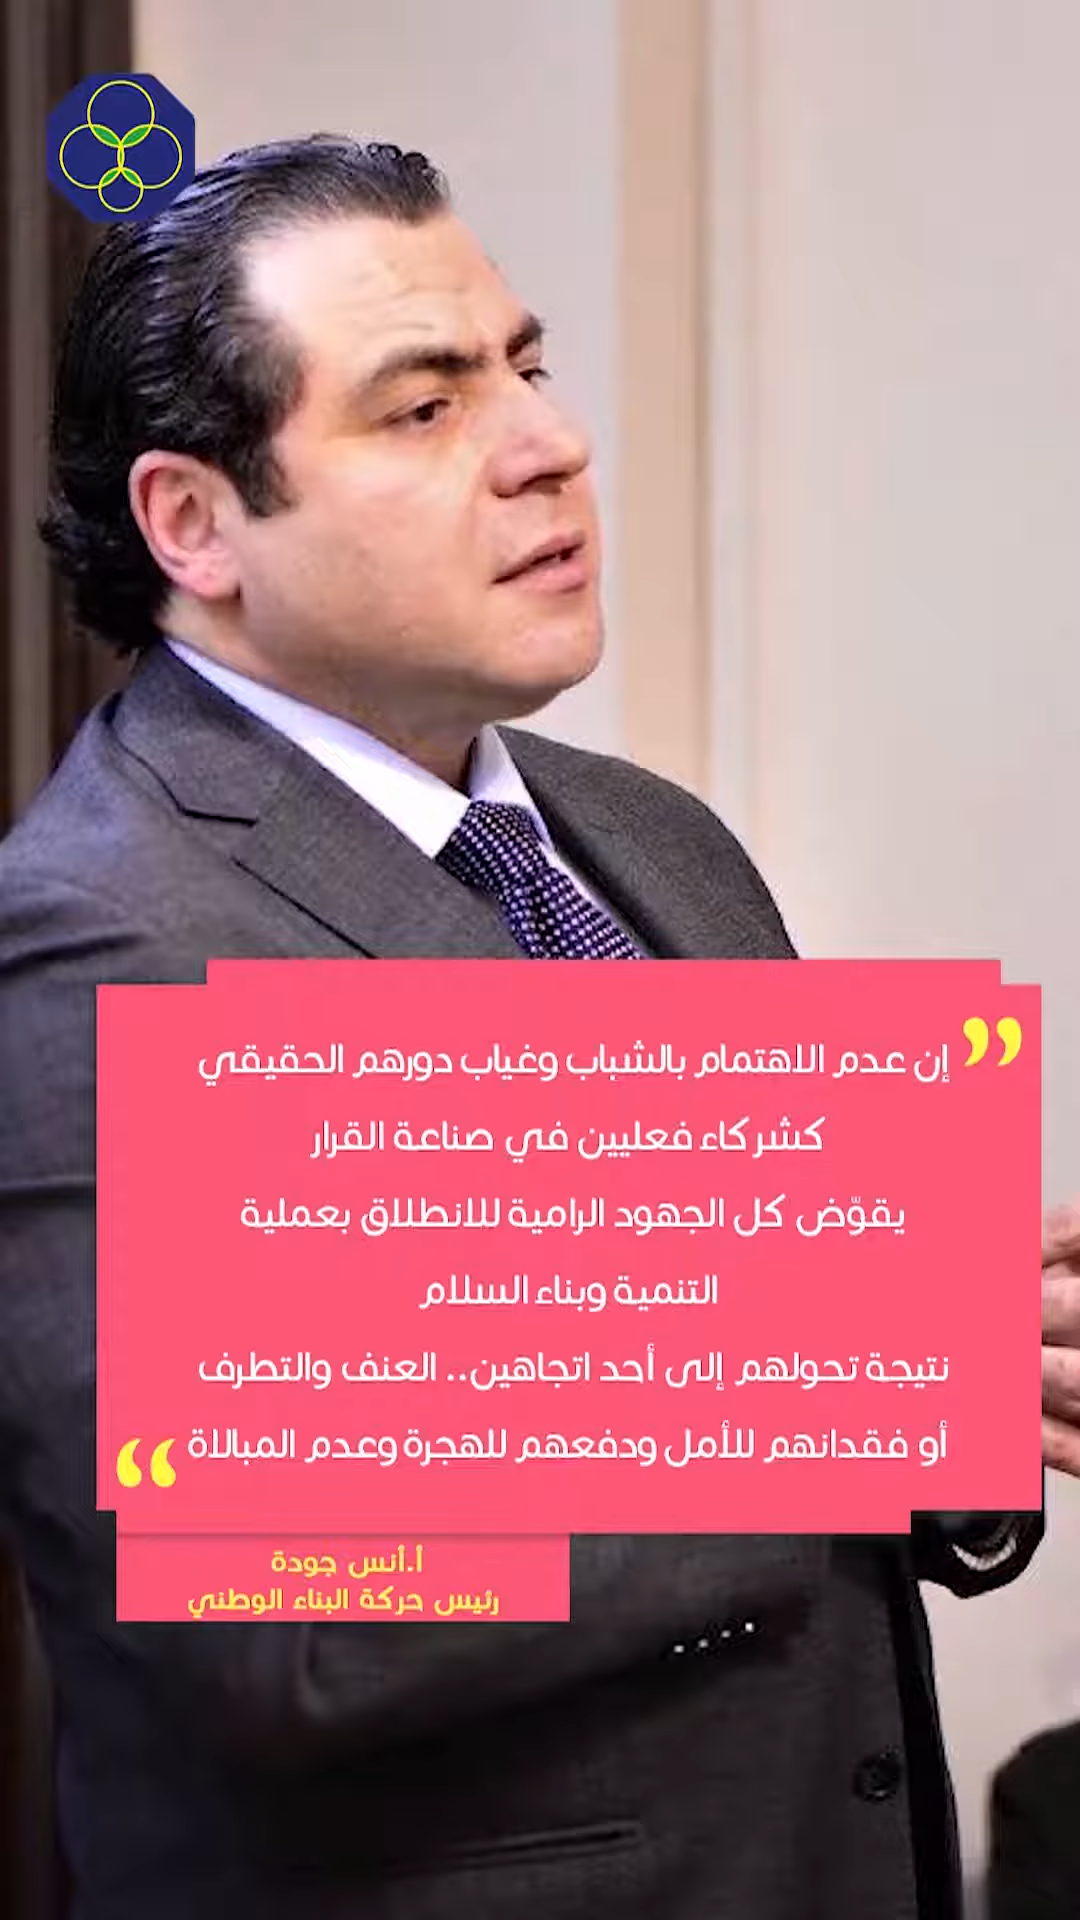 إن عدم الاهتمام بالشباب وغياب دورهم الحقيقي
كشركاء فعليين في صناعة القرار
يقوّض كل الجهود الرامية للانطلاق بعملية
التنمية وبناء السلام
نتيجة تحولهم إلى أحد اتجاهين.. العنف والتطرف
أو فقدانهم للأمل ودفعهم للهجرة وعدم المبالاة
أ.أنس جودة
رئيس حركة البناء الوطني